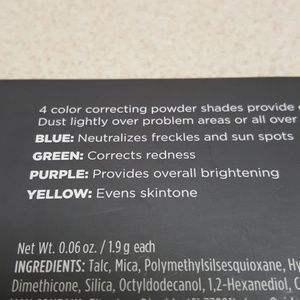 4 color correcting powder shades provide
Dust lightly over problem areas or all over
BLUE: Neutralizes freckles and sun spots
GREEN: Corrects redness
PURPLE: Provides overall brightening
YELLOW: Evens skintone
Net Wt. 0.06 oz. / 1.9 g each
INGREDIENTS: Talc, Mica, Polymethylsilsesquioxane, Hy
Dimethicone, Silica, Octyldodecanol, 1,2-Hexanediol, C